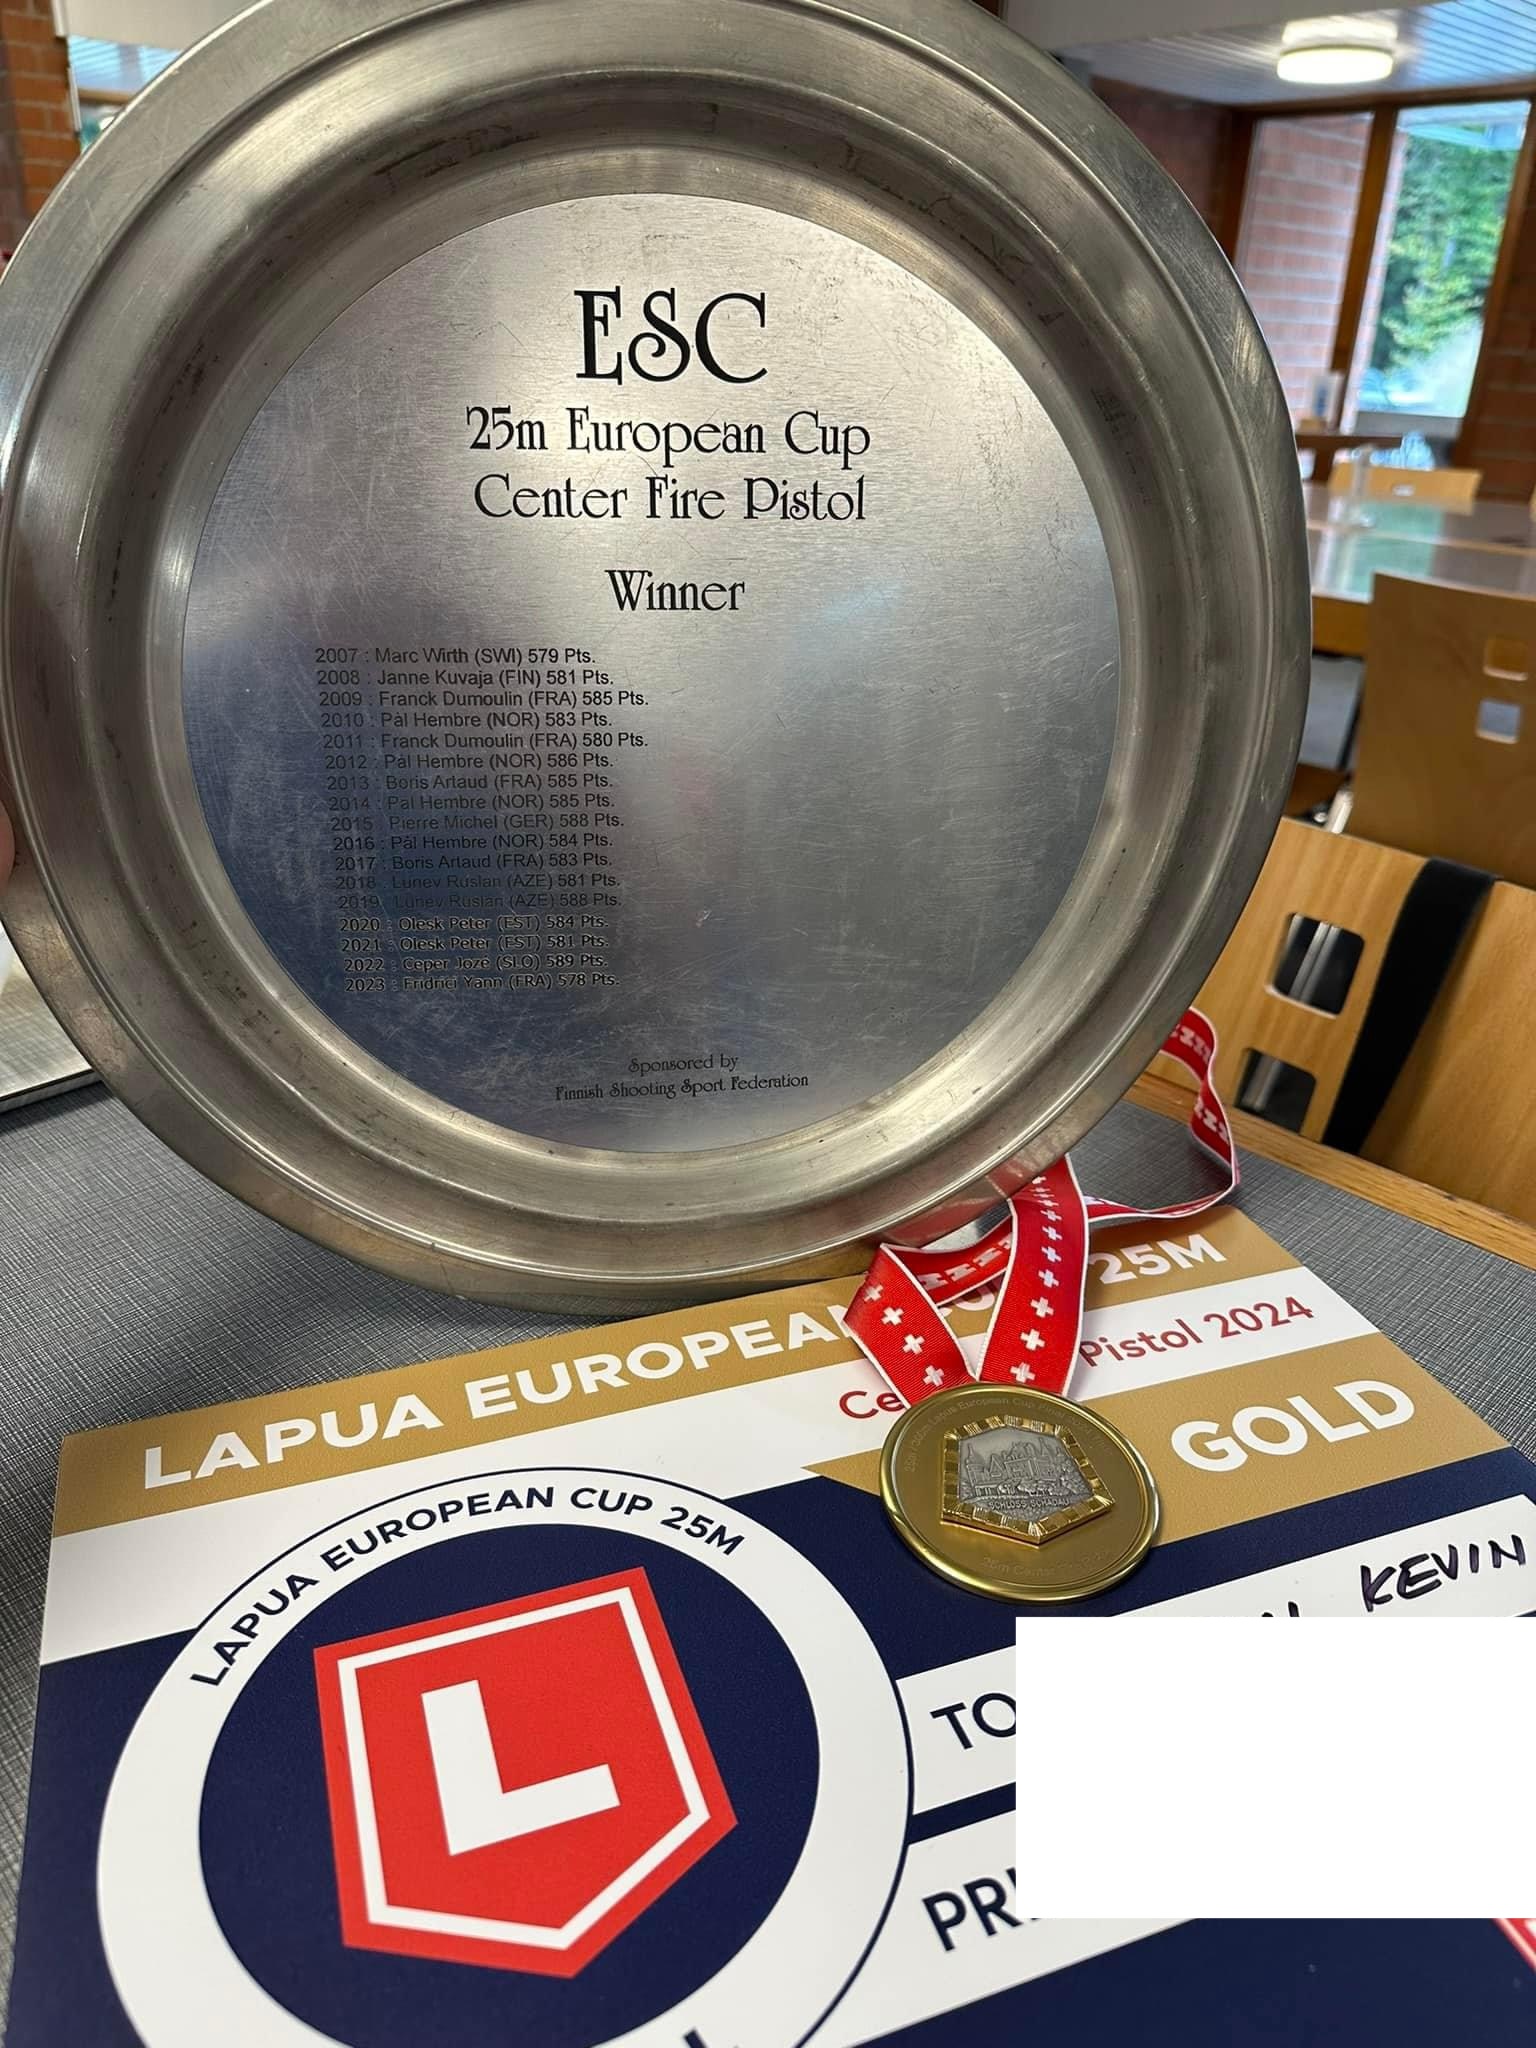 ESC
25m European Cup
Center Fire Pistol
Winner
2007 : Marc Wirth (SWI) 579 Pts.
2008 : Janne Kuvaja (FIN) 581 Pts.
2009 : Franck Dumoulin (FRA) 585 Pts.
2010 : Pål Hembre (NOR) 583 Pts.
2011 : Franck Dumoulin (FRA) 580 Pts.
2012 : Pål Hembre (NOR) 586 Pts.
2013 : Boris Artaud (FRA) 585 Pts.
2014 : Pål Hembre (NOR) 585 Pts.
2015 : Pierre Michel (GER) 588 Pts.
2016 : Pål Hembre (NOR) 584 Pts.
2017 : Boris Artaud (FRA) 583 Pts.
2018 : Lunev Ruslan (AZE) 581 Pts.
2019 : Lunev Ruslan (AZE) 588 Pts.
2020 : Olesk Peter (EST) 584 Pts.
2021 : Olesk Peter (EST) 581 Pts.
2022 : Ceper Jozé (SLO) 589 Pts.
2023 : Fridrici Yann (FRA) 578 Pts.
Sponsored by
Finnish Shooting Sport Federation
LAPUA EUROPEAN 25M
Pistol 2024
GOLD
SCHLOSS SCHADAU
LAPUA EUROPEAN CUP 25M
L
KEVIN